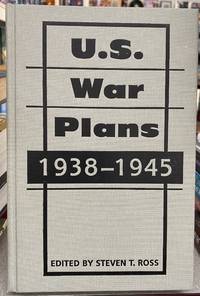 U.S.
War
Plans
1938–1945
EDITED BY STEVEN T. ROSS